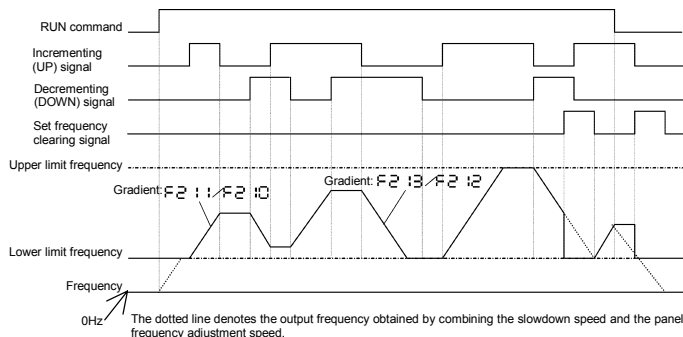 RUN command
Incrementing
(UP) signal
Decrementing
(DOWN) signal
Set frequency
clearing signal
Upper limit frequency
Gradient: F211/F210
Gradient: F213/F212
Lower limit frequency
Frequency
0Hz
The dotted line denotes the output frequency obtained by combining the slowdown speed and the panel
frequency adjustment speed.